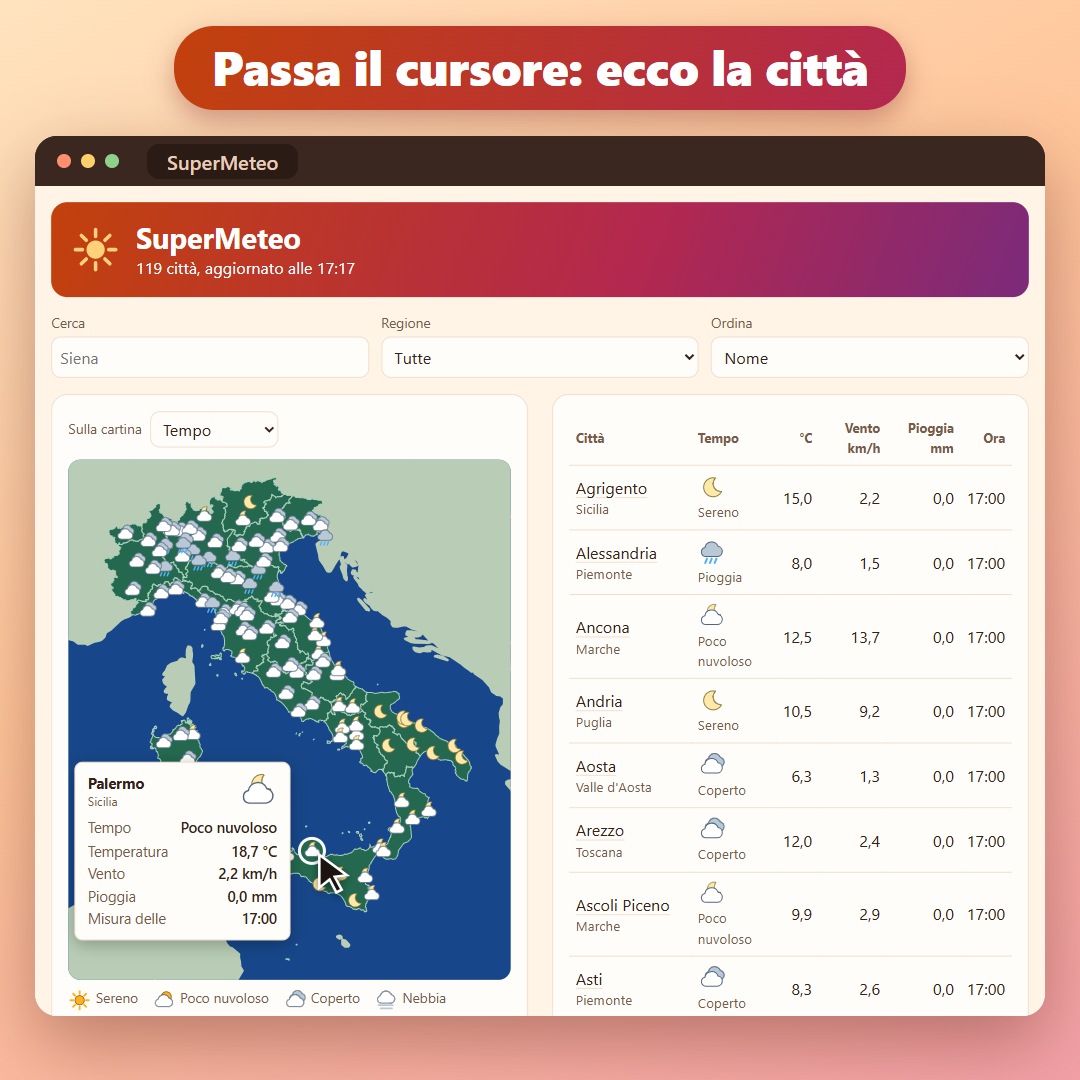 Passa il cursore: ecco la città
SuperMeteo
SuperMeteo
119 città, aggiornato alle 17:17
Cerca
Siena
Regione
Tutte
Ordina
Nome
Sulla cartina
Tempo
Palermo
Sicilia
Tempo Poco nuvoloso
Temperatura 18,7 °C
Vento 2,2 km/h
Pioggia 0,0 mm
Misura delle 17:00
Sereno Poco nuvoloso Coperto Nebbia
Città Tempo °C Vento km/h Pioggia mm Ora
Agrigento
Sicilia
Sereno
15,0 2,2 0,0 17:00
Alessandria
Piemonte
Pioggia
8,0 1,5 0,0 17:00
Ancona
Marche
Poco
nuvoloso
12,5 13,7 0,0 17:00
Andria
Puglia
Sereno
10,5 9,2 0,0 17:00
Aosta
Valle d'Aosta
Coperto
6,3 1,3 0,0 17:00
Arezzo
Toscana
Coperto
12,0 2,4 0,0 17:00
Ascoli Piceno
Marche
Poco
nuvoloso
9,9 2,9 0,0 17:00
Asti
Piemonte
Coperto
8,3 2,6 0,0 17:00